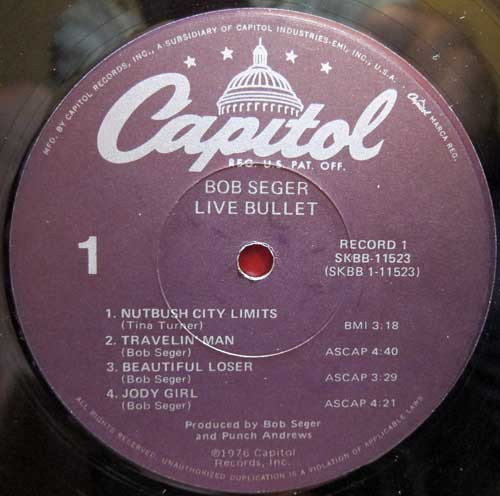 MFG. BY CAPITOL RECORDS, INC., A SUBSIDIARY OF CAPITOL INDUSTRIES-EMI, INC., U.S.A.
Capitol MARCA REG.
Capitol
REG. U.S. PAT. OFF.
BOB SEGER
LIVE BULLET
1
RECORD 1
SKBB-11523
(SKBB 1-11523)
1. NUTBUSH CITY LIMITS
(Tina Turner) BMI 3:18
2. TRAVELIN' MAN
(Bob Seger) ASCAP 4:40
3. BEAUTIFUL LOSER
(Bob Seger) ASCAP 3:29
4. JODY GIRL
(Bob Seger) ASCAP 4:21
Produced by Bob Seger
and Punch Andrews
℗1976 Capitol
Records, Inc.
ALL RIGHTS RESERVED. UNAUTHORIZED DUPLICATION IS A VIOLATION OF APPLICABLE LAWS